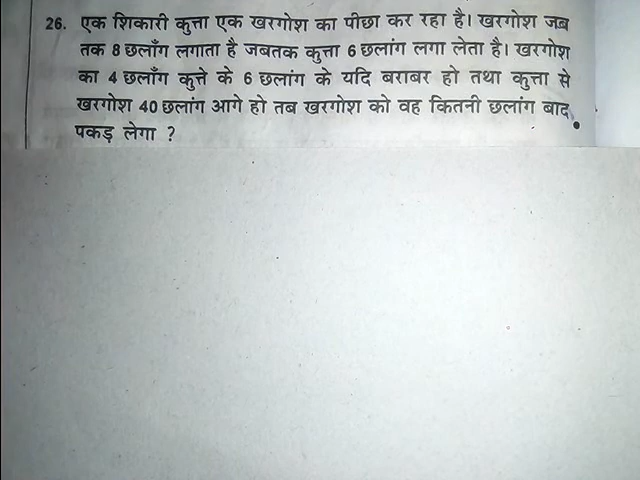 26. एक शिकारी कुत्ता एक खरगोश का पीछा कर रहा है। खरगोश जब
तक 8 छलाँग लगाता है जबतक कुत्ता 6 छलांग लगा लेता है। खरगोश
का 4 छलाँग कुत्ते के 6 छलांग के यदि बराबर हो तथा कुत्ता से
खरगोश 40 छलांग आगे हो तब खरगोश को वह कितनी छलांग बाद
पकड़ लेगा ?